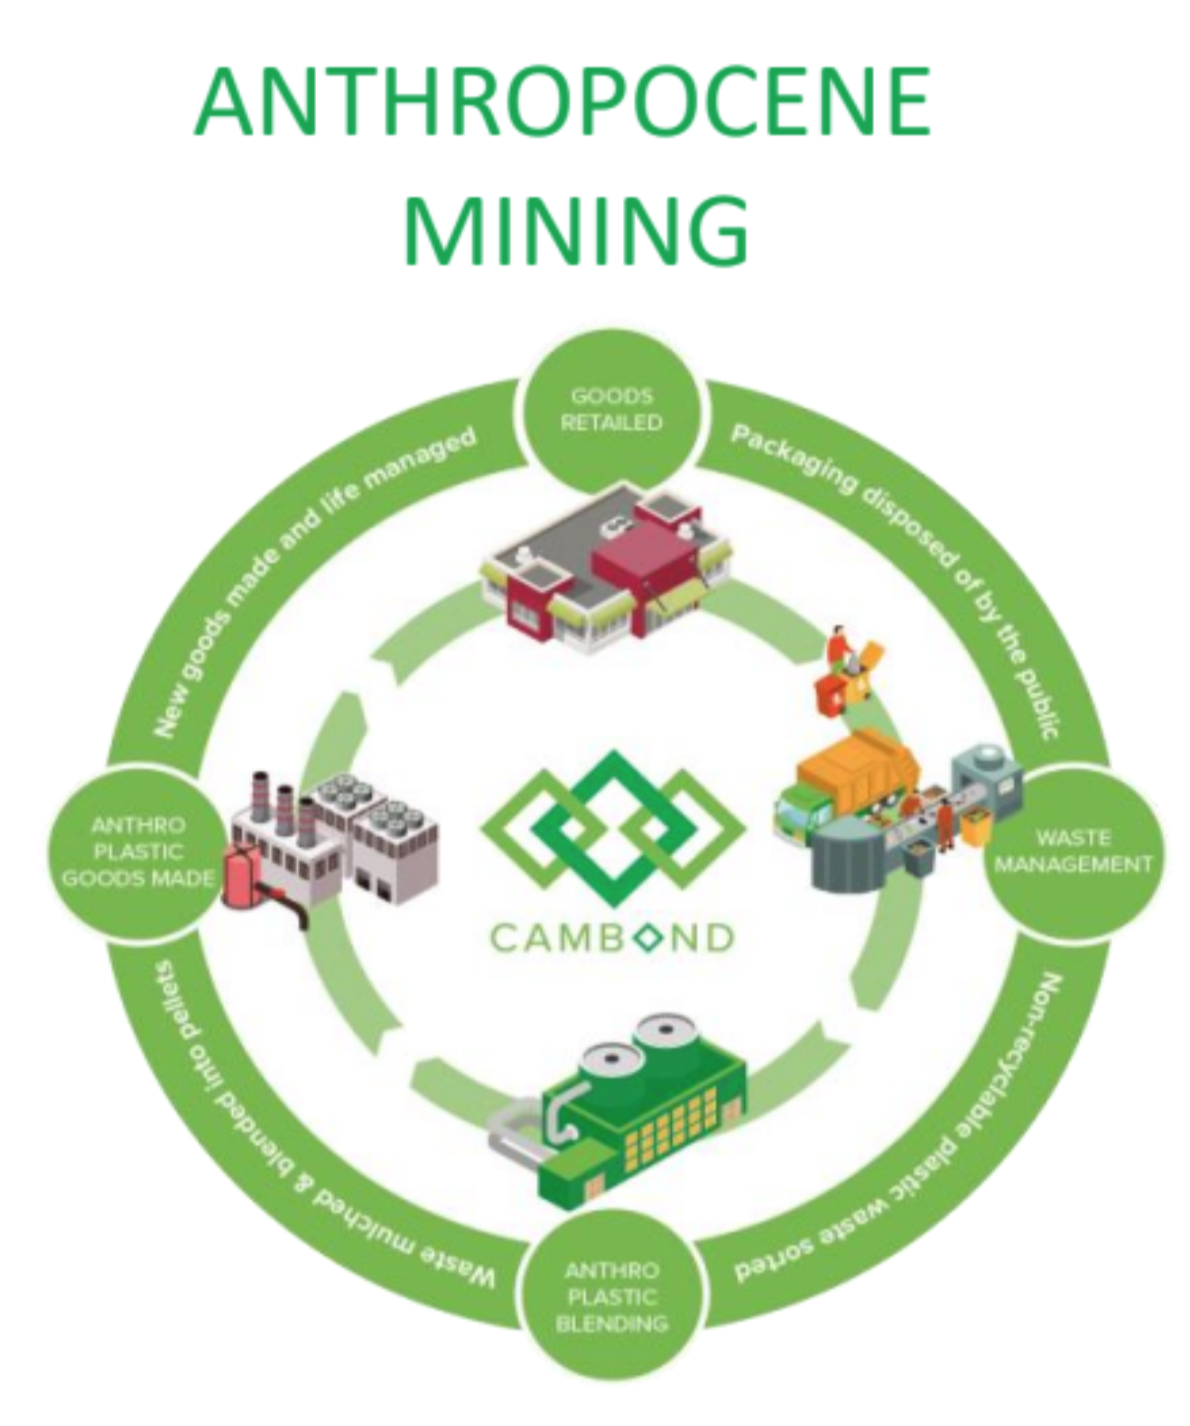 ANTHROPOCENE
MINING
GOODS
RETAILED
Packaging disposed of by the public
WASTE
MANAGEMENT
Non-recyclable plastic waste sorted
ANTHRO
PLASTIC
BLENDING
Waste mulched & blended into pellets
ANTHRO
PLASTIC
GOODS MADE
New goods made and life managed
CAMBOND